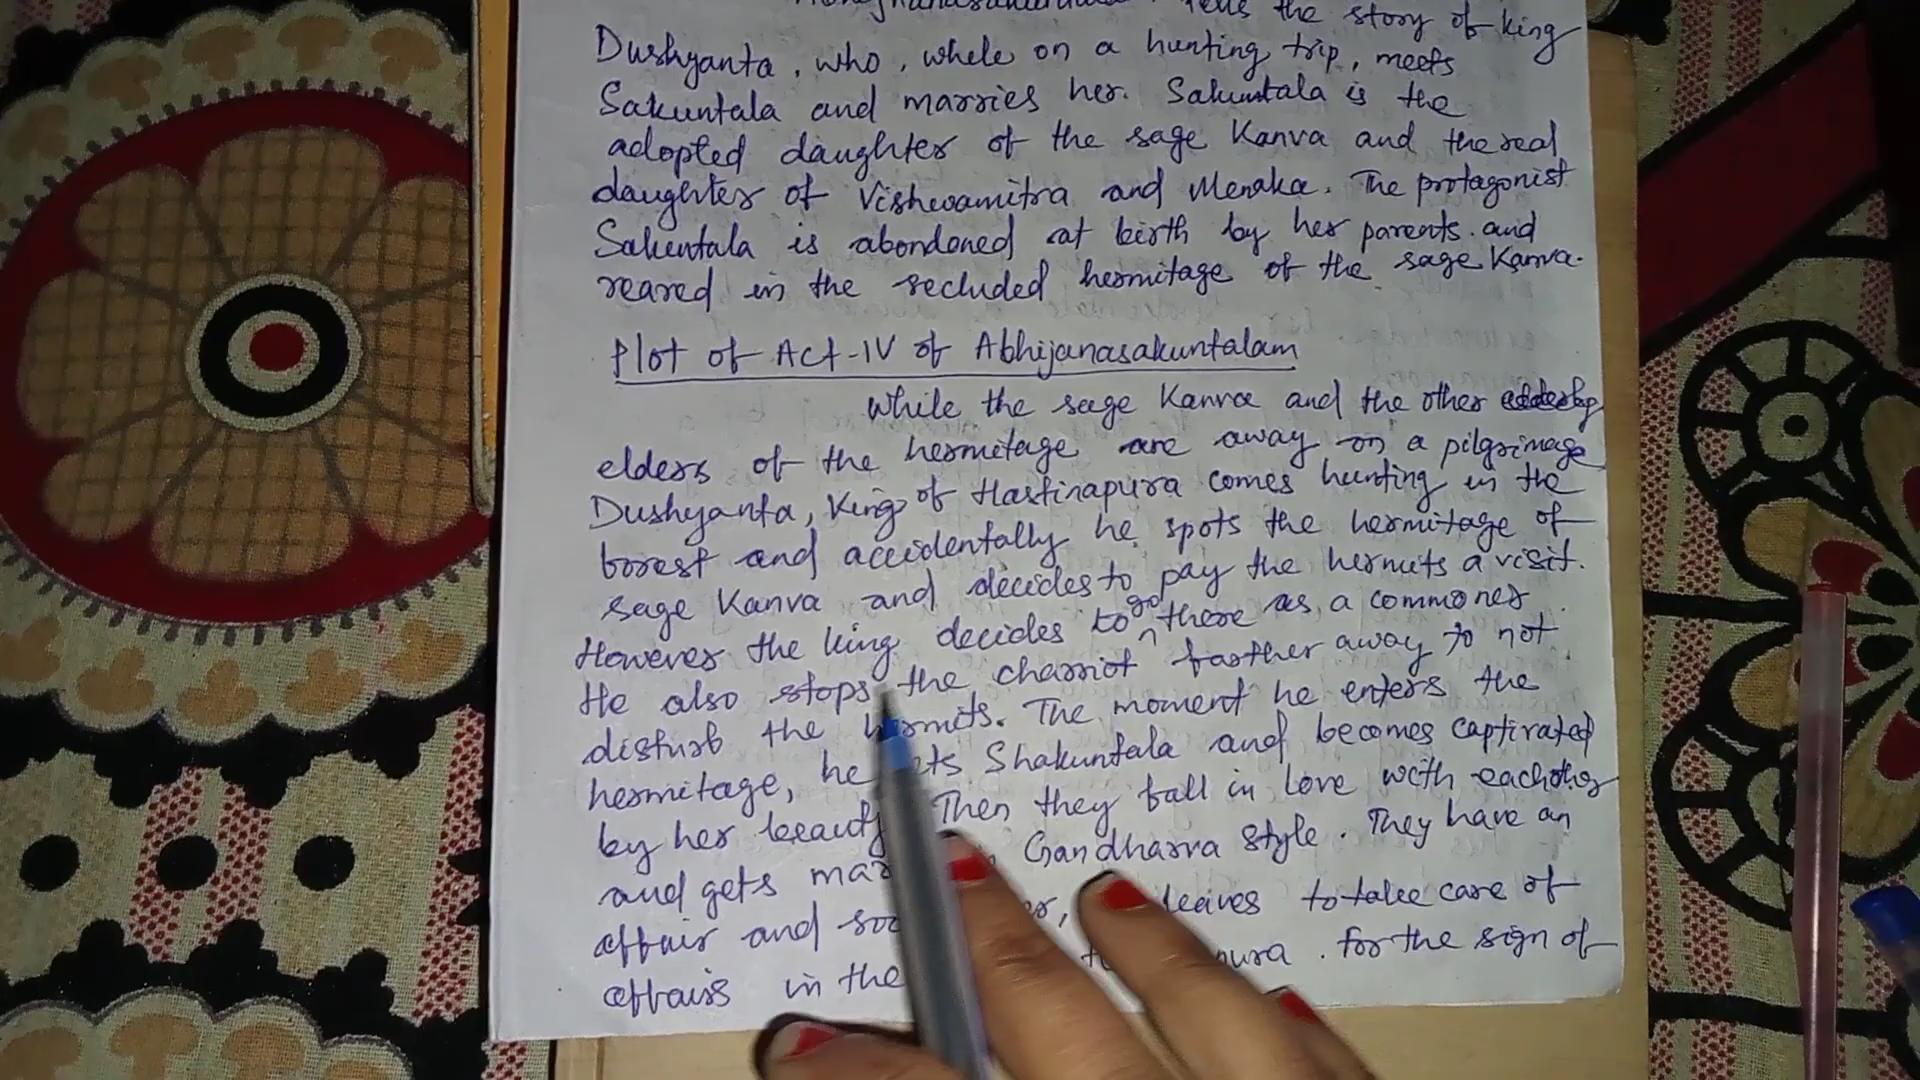 tells the story of king
Dushyanta, who, while on a hunting trip, meets
Sakuntala and marries her. Sakuntala is the
adopted daughter of the sage Kanva and the real
daughter of Vishwamitra and Menaka. The protagonist
Sakuntala is abondoned at birth by her parents. and
reared in the secluded hermitage of the sage Kanva.
Plot of Act-IV of Abhijanasakuntalam
While the sage Kanva and the other
elders of the hermitage are away on a pilgrimage
Dushyanta, King of Hastinapura comes hunting in the
forest and accidentally he spots the hermitage of
sage Kanva and decides to pay the hermits a visit.
However the king decides to go there as a commoner.
He also stops the charriot farther away to not
disturb the hermits. The moment he enters the
hermitage, he Shakuntala and becomes captivated
by her beauty Then they fall in love with eachother
and gets Gandharva style. They have an
affair and leaves to take care of
affairs in the for the sign of